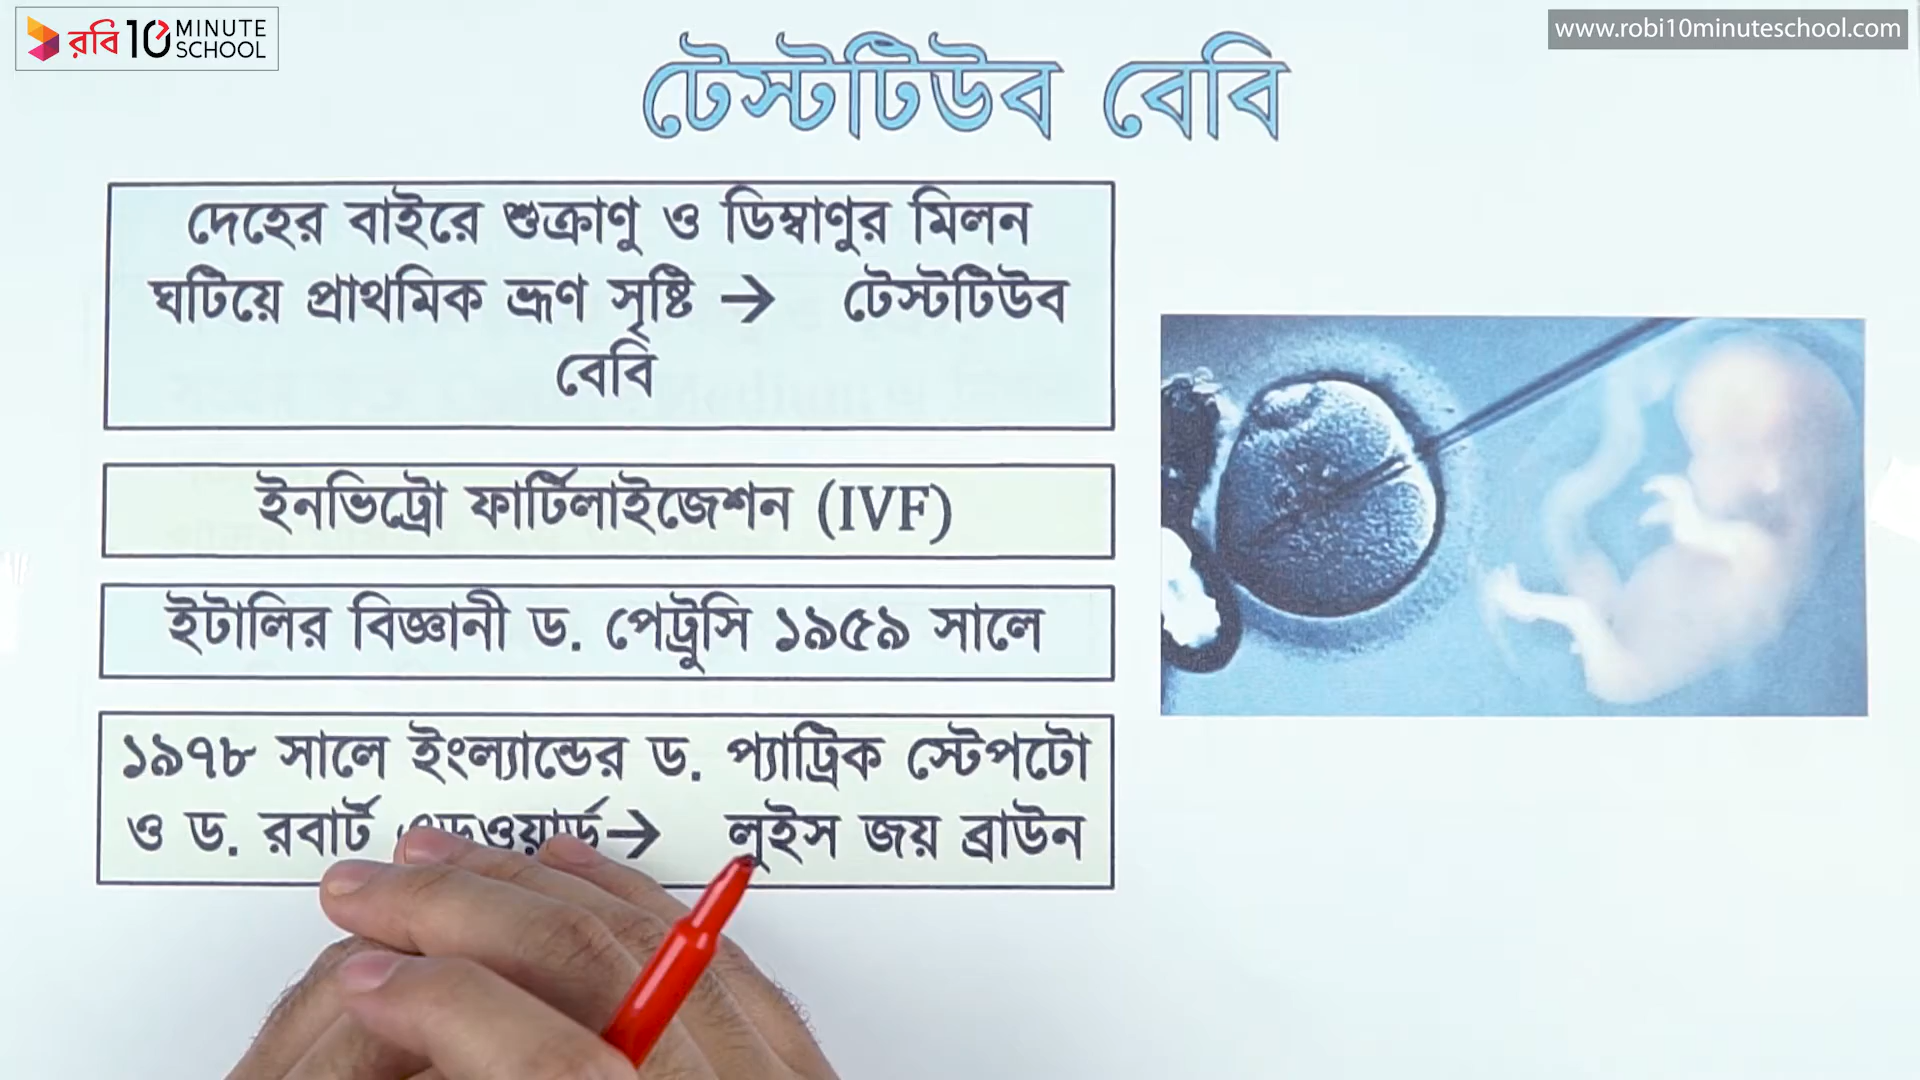 রবি 10 MINUTE SCHOOL
www.robi10minuteschool.com
টেস্টটিউব বেবি
দেহের বাইরে শুক্রাণু ও ডিম্বাণুর মিলন
ঘটিয়ে প্রাথমিক ভ্রূণ সৃষ্টি → টেস্টটিউব
বেবি
ইনভিট্রো ফার্টিলাইজেশন (IVF)
ইটালির বিজ্ঞানী ড. পেট্রুসি ১৯৫৯ সালে
১৯৭৮ সালে ইংল্যান্ডের ড. প্যাট্রিক স্টেপটো
ও ড. রবার্ট এডওয়ার্ড→ লুইস জয় ব্রাউন